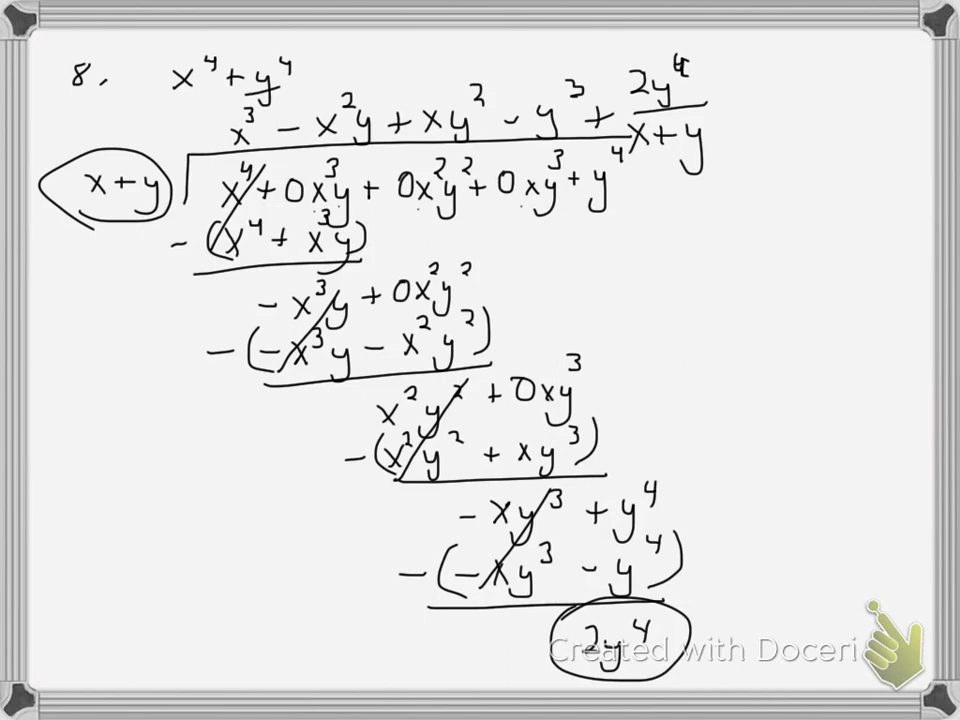 8. x⁴ + y⁴
x³ - x²y + xy² - y³ + 2y⁴/(x+y)
x+y x⁴ + 0x³y + 0x²y² + 0xy³ + y⁴
- (x⁴ + x³y)
- x³y + 0x²y²
- (-x³y - x²y²)
x²y² + 0xy³
- (x²y² + xy³)
- xy³ + y⁴
- (-xy³ - y⁴)
2y⁴
Created with Doceri